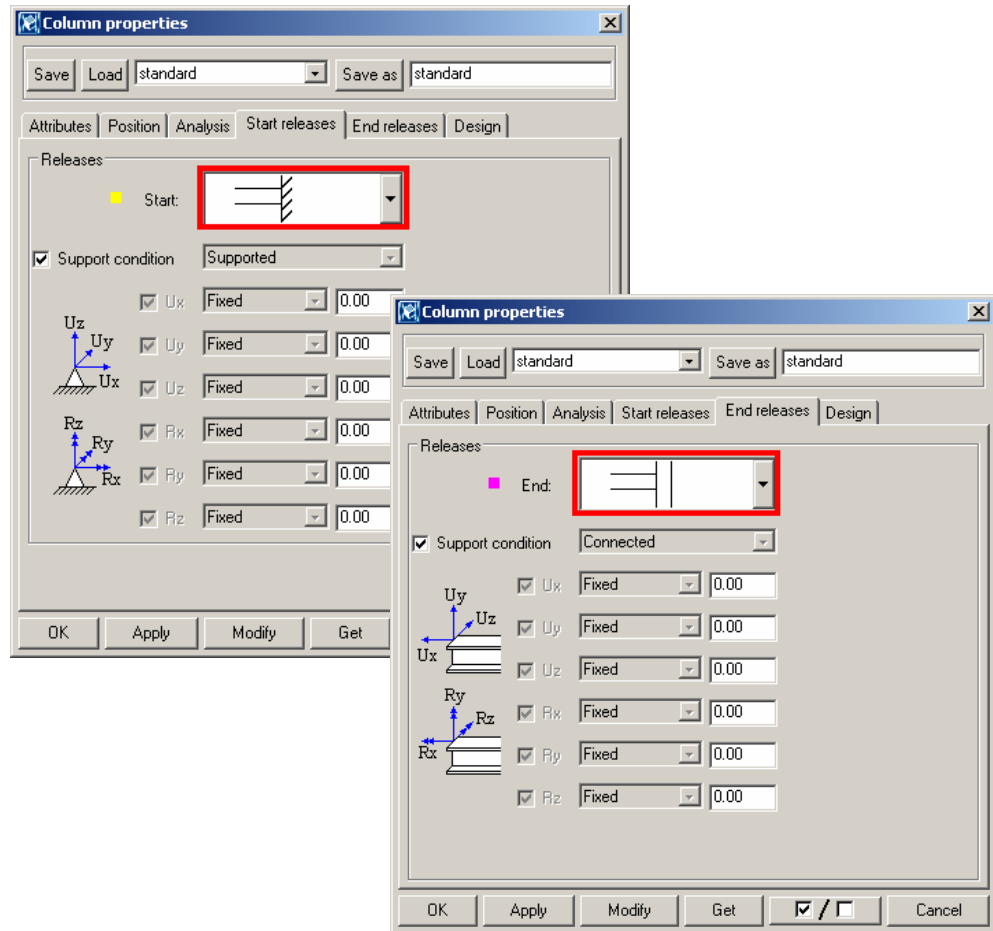 Column properties
Save Load standard Save as standard
Attributes Position Analysis Start releases End releases Design
Releases
Start:
Support condition Supported
Ux Fixed 0.00
Uy Fixed 0.00
Uz Fixed 0.00
Rx Fixed 0.00
Ry Fixed 0.00
Rz Fixed 0.00
Uz
Uy
Ux
Rz
Ry
Rx
OK Apply Modify Get
Column properties
Save Load standard Save as standard
Attributes Position Analysis Start releases End releases Design
Releases
End:
Support condition Connected
Ux Fixed 0.00
Uy Fixed 0.00
Uz Fixed 0.00
Rx Fixed 0.00
Ry Fixed 0.00
Rz Fixed 0.00
Uy
Uz
Ux
Ry
Rz
Rx
OK Apply Modify Get / Cancel